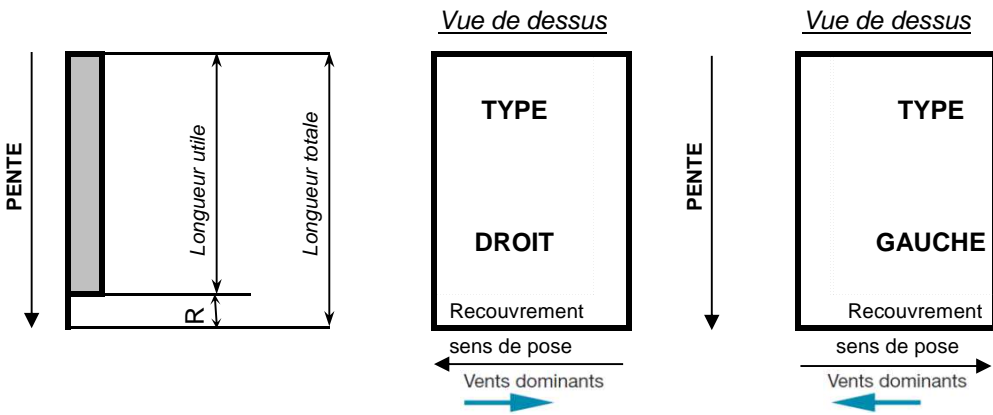 Vue de dessus
Vue de dessus
PENTE
Longueur utile
Longueur totale
R
TYPE
DROIT
Recouvrement
sens de pose
Vents dominants
PENTE
TYPE
GAUCHE
Recouvrement
sens de pose
Vents dominants